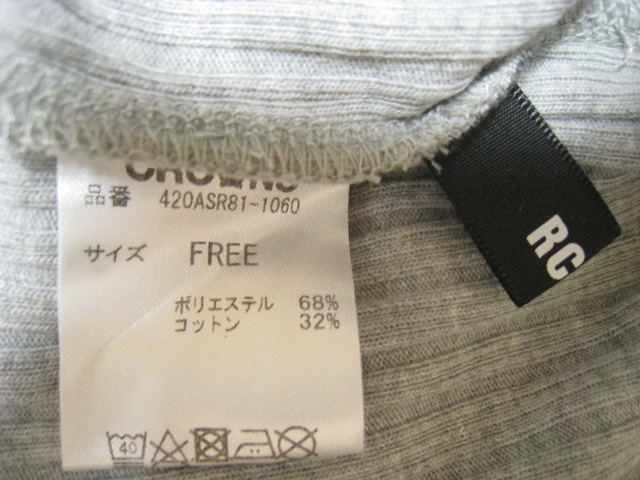 品番 420ASR81-1060
サイズ FREE
ポリエステル 68%
コットン 32%
40
RC